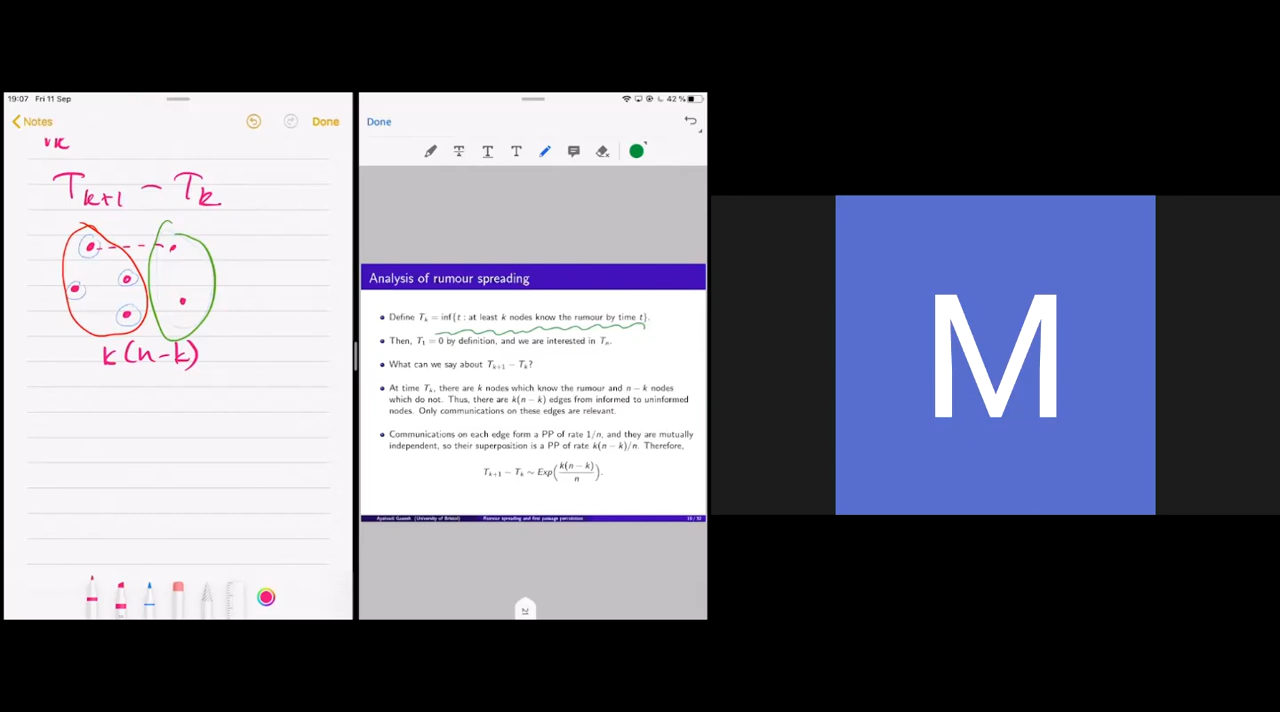 19:07 Fri 11 Sep
Notes
Done
T_{k+1} - T_k
k(n-k)
42 %
Done
Analysis of rumour spreading
Define T_k = inf{t : at least k nodes know the rumour by time t}.
Then, T_1 = 0 by definition, and we are interested in T_n.
What can we say about T_{k+1} − T_k?
At time T_k, there are k nodes which know the rumour and n − k nodes
which do not. Thus, there are k(n − k) edges from informed to uninformed
nodes. Only communications on these edges are relevant.
Communications on each edge form a PP of rate 1/n, and they are mutually
independent, so their superposition is a PP of rate k(n − k)/n. Therefore,
T_{k+1} − T_k ∼ Exp(k(n − k)/n).
(University of Bristol) Rumour spreading and first passage percolation
21
M